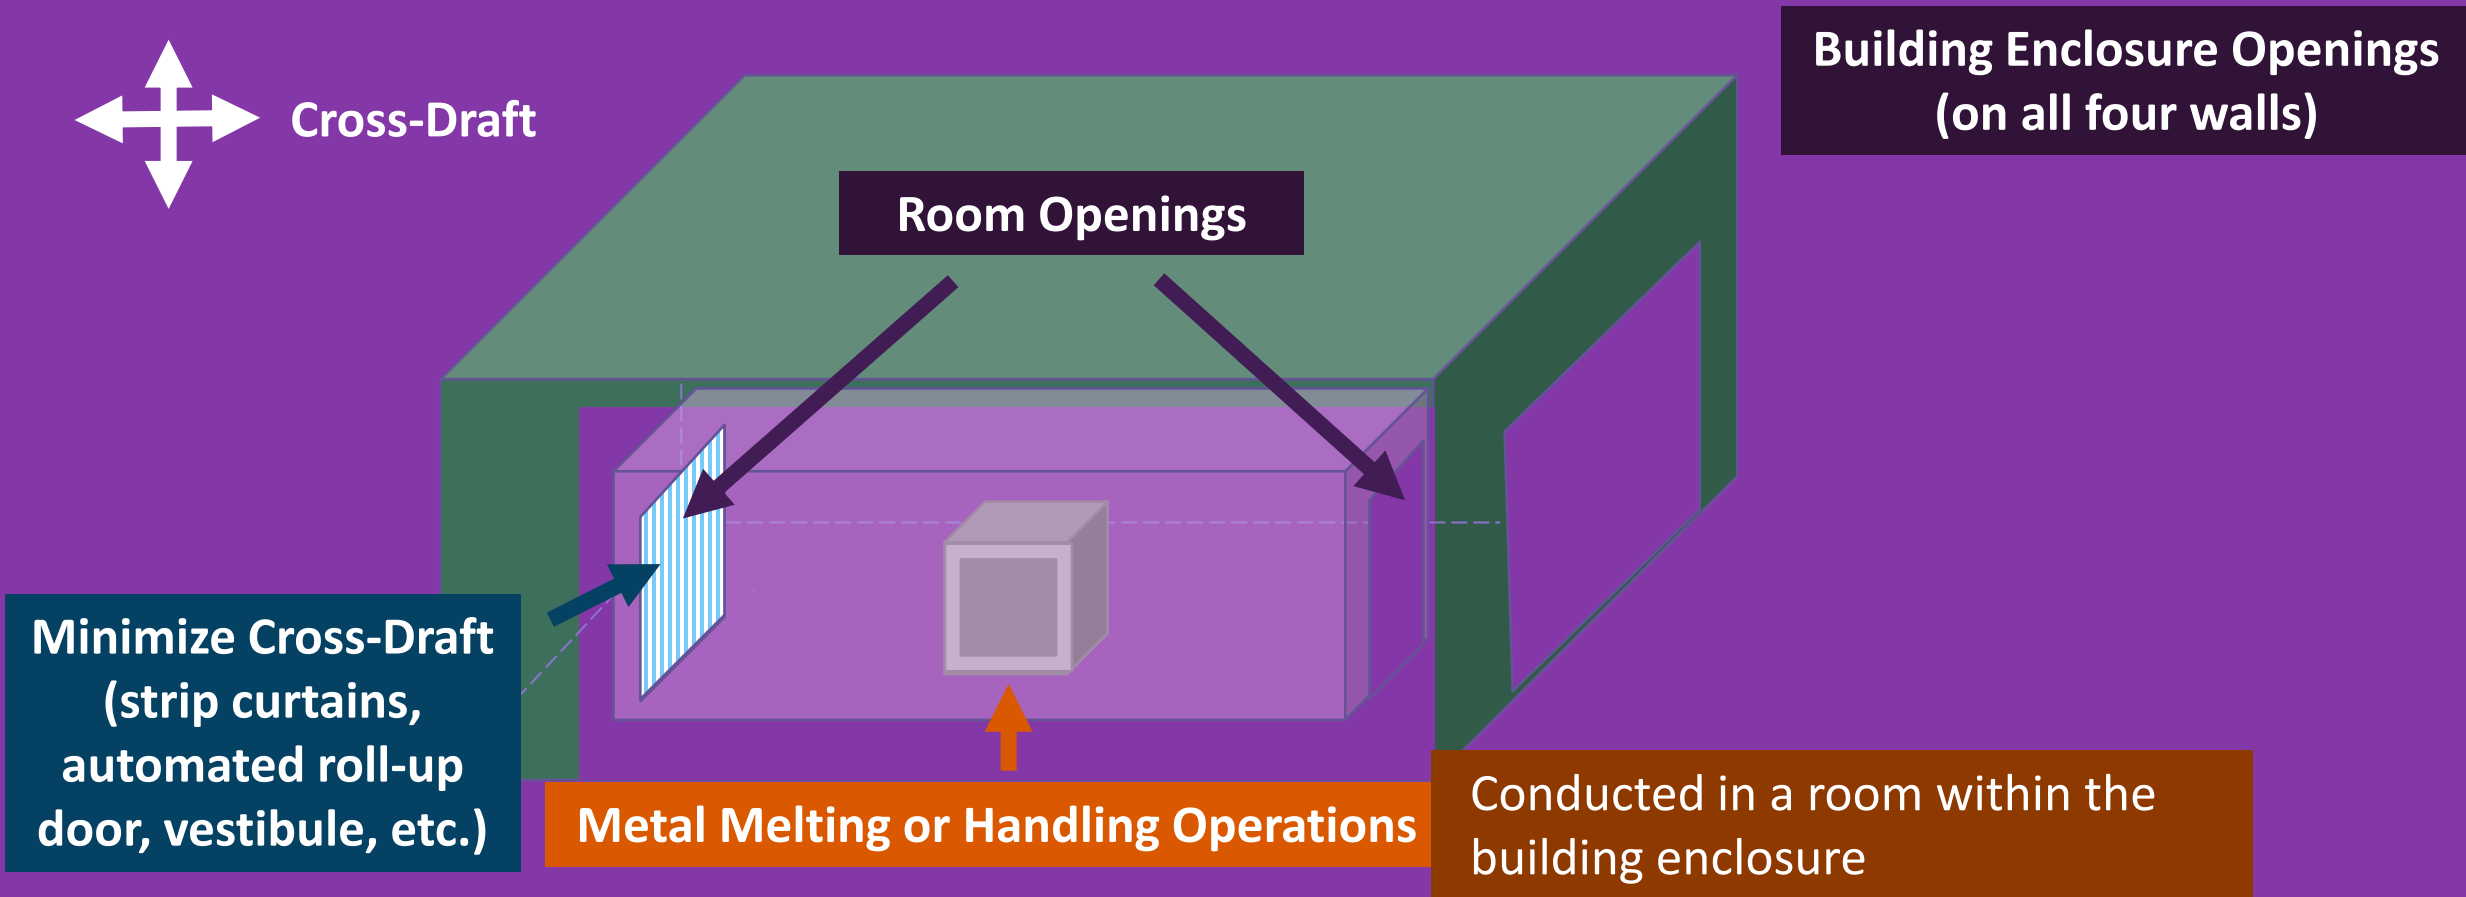 Building Enclosure Openings
(on all four walls)
Cross-Draft
Room Openings
Minimize Cross-Draft
(strip curtains,
automated roll-up
door, vestibule, etc.)
Metal Melting or Handling Operations
Conducted in a room within the
building enclosure